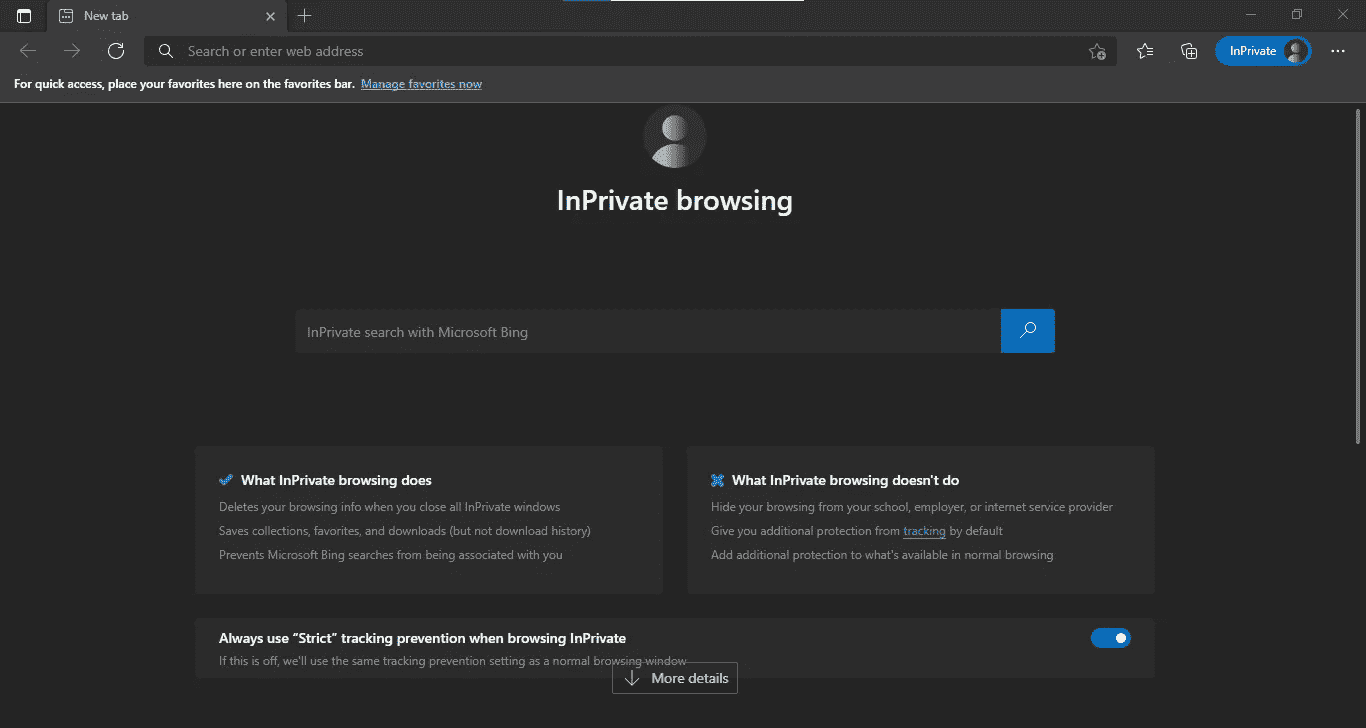 New tab
Search or enter web address
InPrivate
For quick access, place your favorites here on the favorites bar. Manage favorites now
InPrivate browsing
InPrivate search with Microsoft Bing
What InPrivate browsing does
Deletes your browsing info when you close all InPrivate windows
Saves collections, favorites, and downloads (but not download history)
Prevents Microsoft Bing searches from being associated with you
What InPrivate browsing doesn't do
Hide your browsing from your school, employer, or internet service provider
Give you additional protection from tracking by default
Add additional protection to what's available in normal browsing
Always use “Strict” tracking prevention when browsing InPrivate
If this is off, we'll use the same tracking prevention setting as a normal browsing window
More details